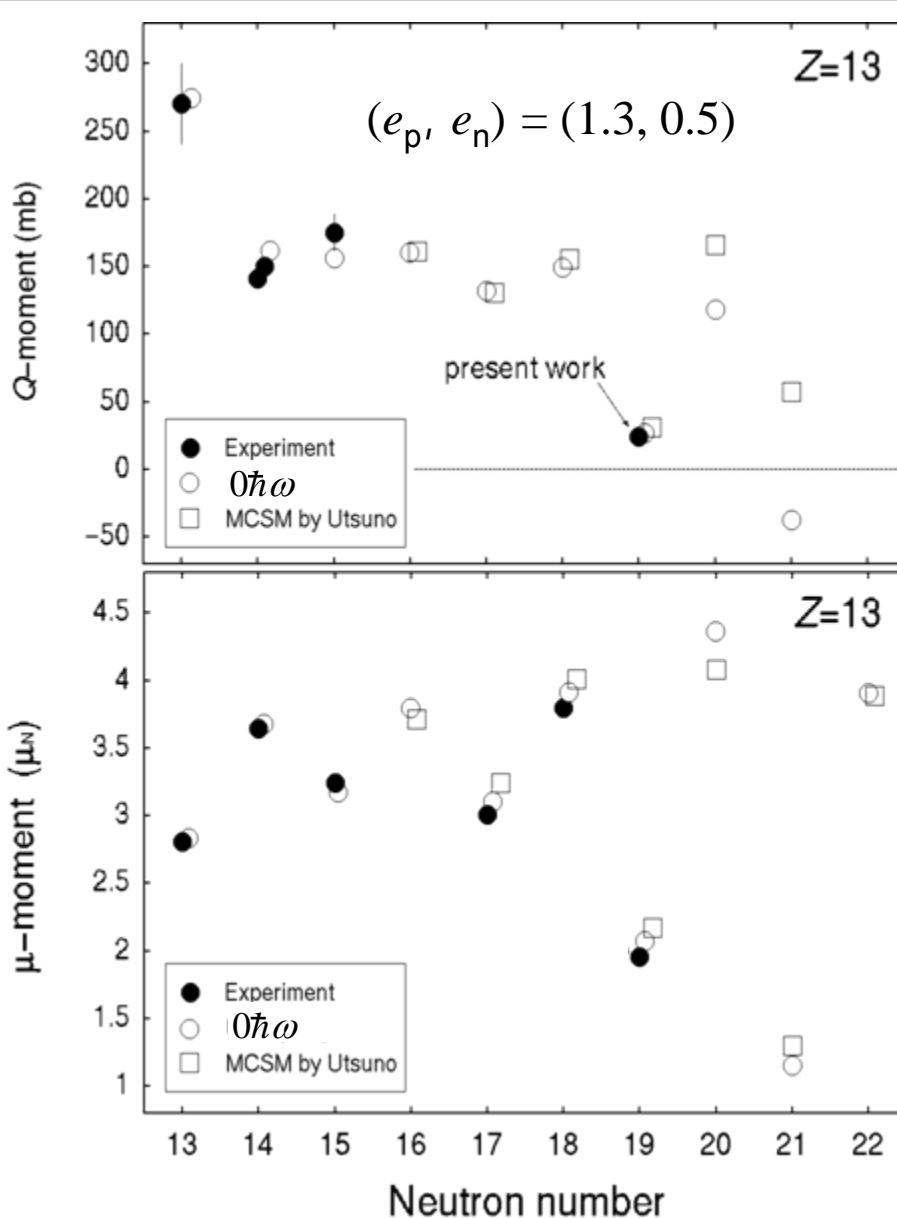 300
250
200
150
100
50
0
−50
Q−moment (mb)
Z=13
(e_p, e_n) = (1.3, 0.5)
present work
Experiment
0ħω
MCSM by Utsuno
4.5
4
3.5
3
2.5
2
1.5
1
μ−moment (μN)
Z=13
Experiment
0ħω
MCSM by Utsuno
13 14 15 16 17 18 19 20 21 22
Neutron number